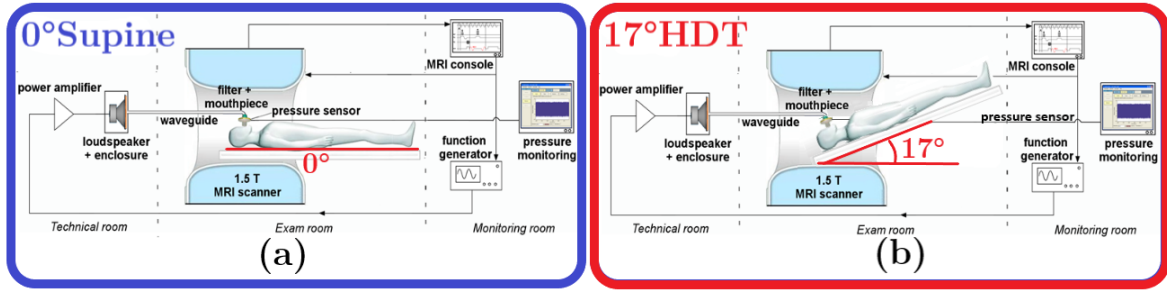 0°Supine
MRI console
power amplifier
filter +
mouthpiece
pressure sensor
waveguide
loudspeaker
+ enclosure
0°
function
generator
pressure
monitoring
1.5 T
MRI scanner
Technical room
Exam room
Monitoring room
(a)
17°HDT
MRI console
power amplifier
filter +
mouthpiece
pressure sensor
waveguide
loudspeaker
+ enclosure
17°
function
generator
pressure
monitoring
1.5 T
MRI scanner
Technical room
Exam room
Monitoring room
(b)